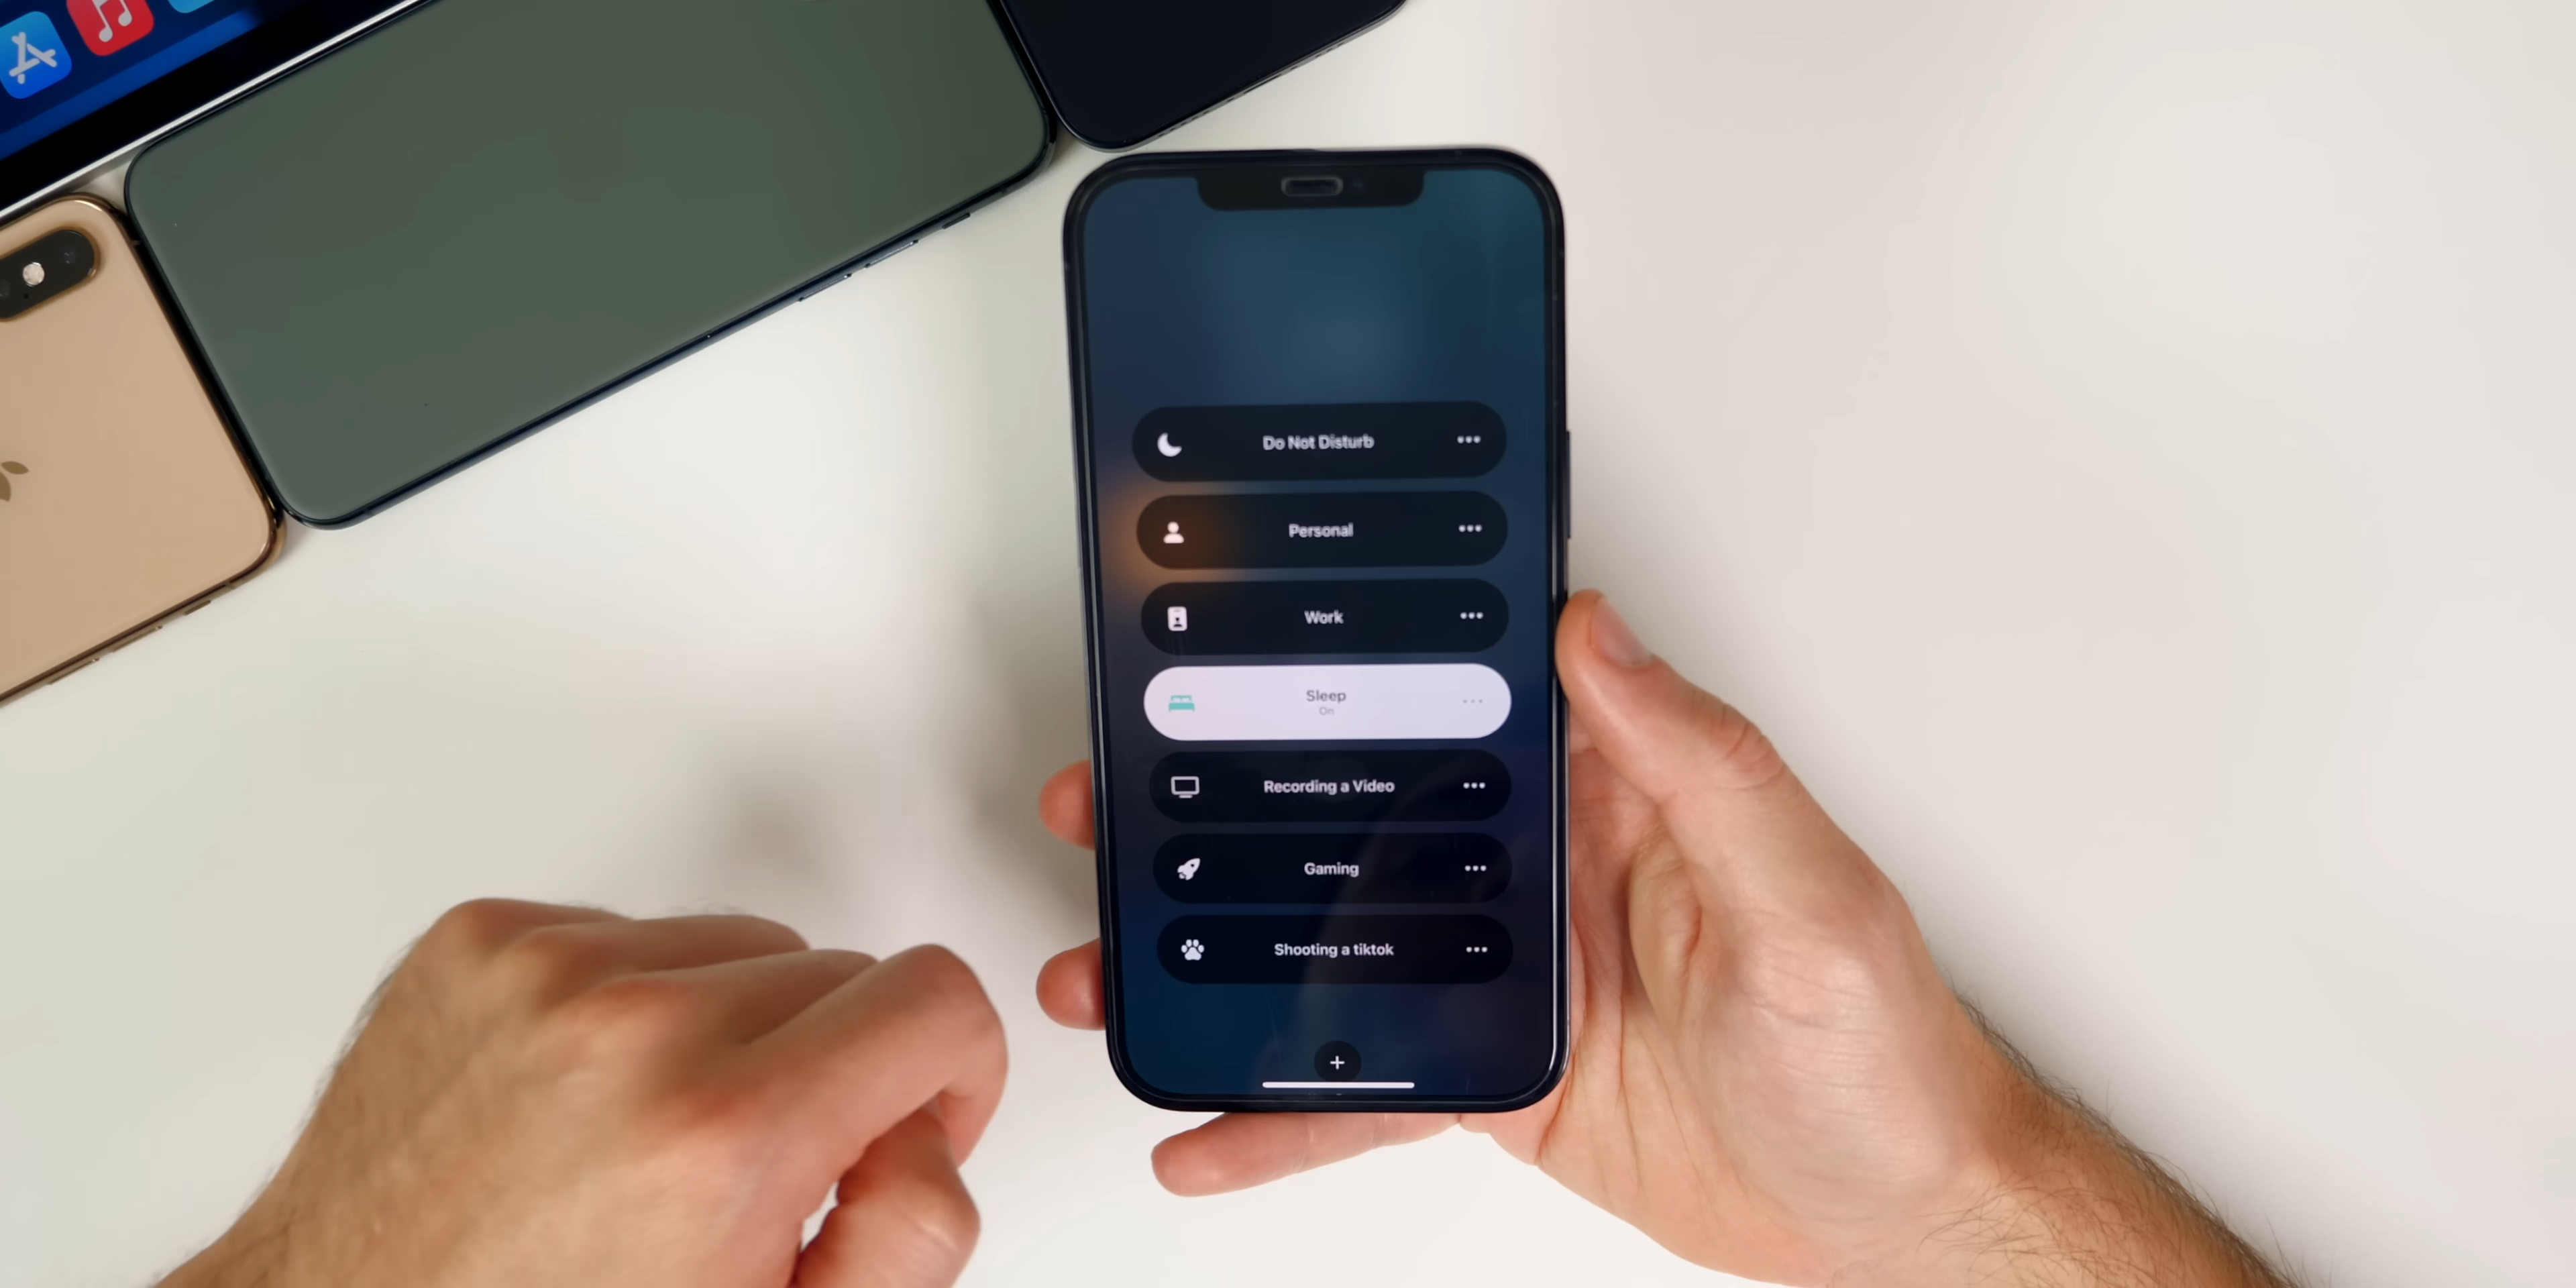 Do Not Disturb
Personal
Work
Sleep
On
Recording a Video
Gaming
Shooting a tiktok